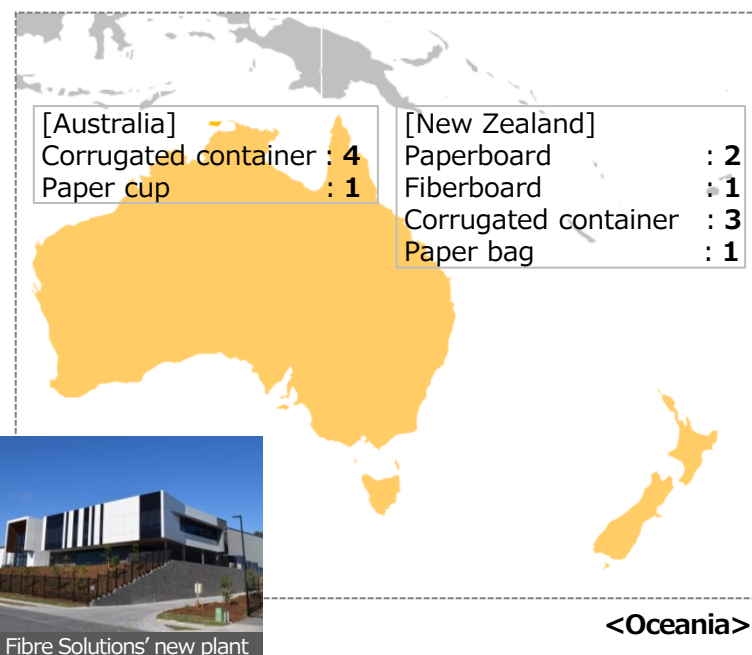 [Australia]
Corrugated container : 4
Paper cup : 1
[New Zealand]
Paperboard : 2
Fiberboard : 1
Corrugated container : 3
Paper bag : 1
Fibre Solutions’ new plant
<Oceania>